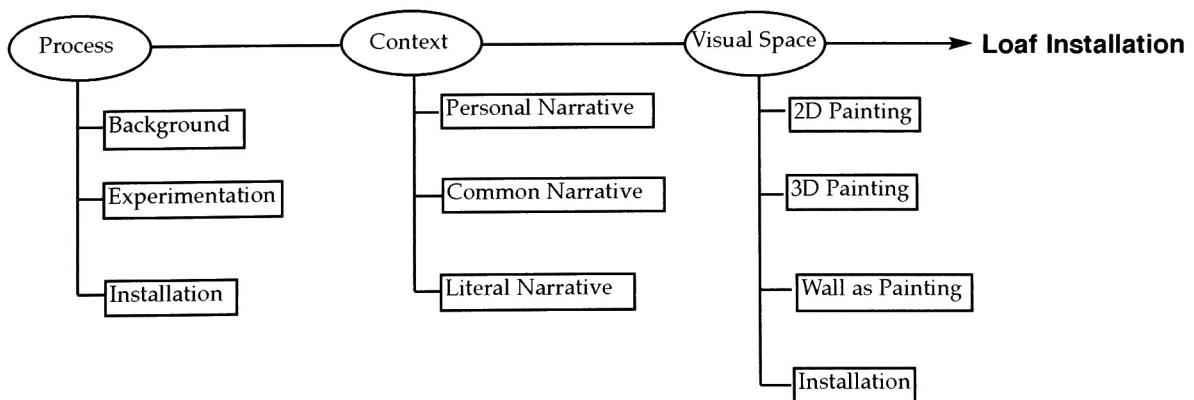 Process
Context
Visual Space
Loaf Installation
Background
Experimentation
Installation
Personal Narrative
Common Narrative
Literal Narrative
2D Painting
3D Painting
Wall as Painting
Installation